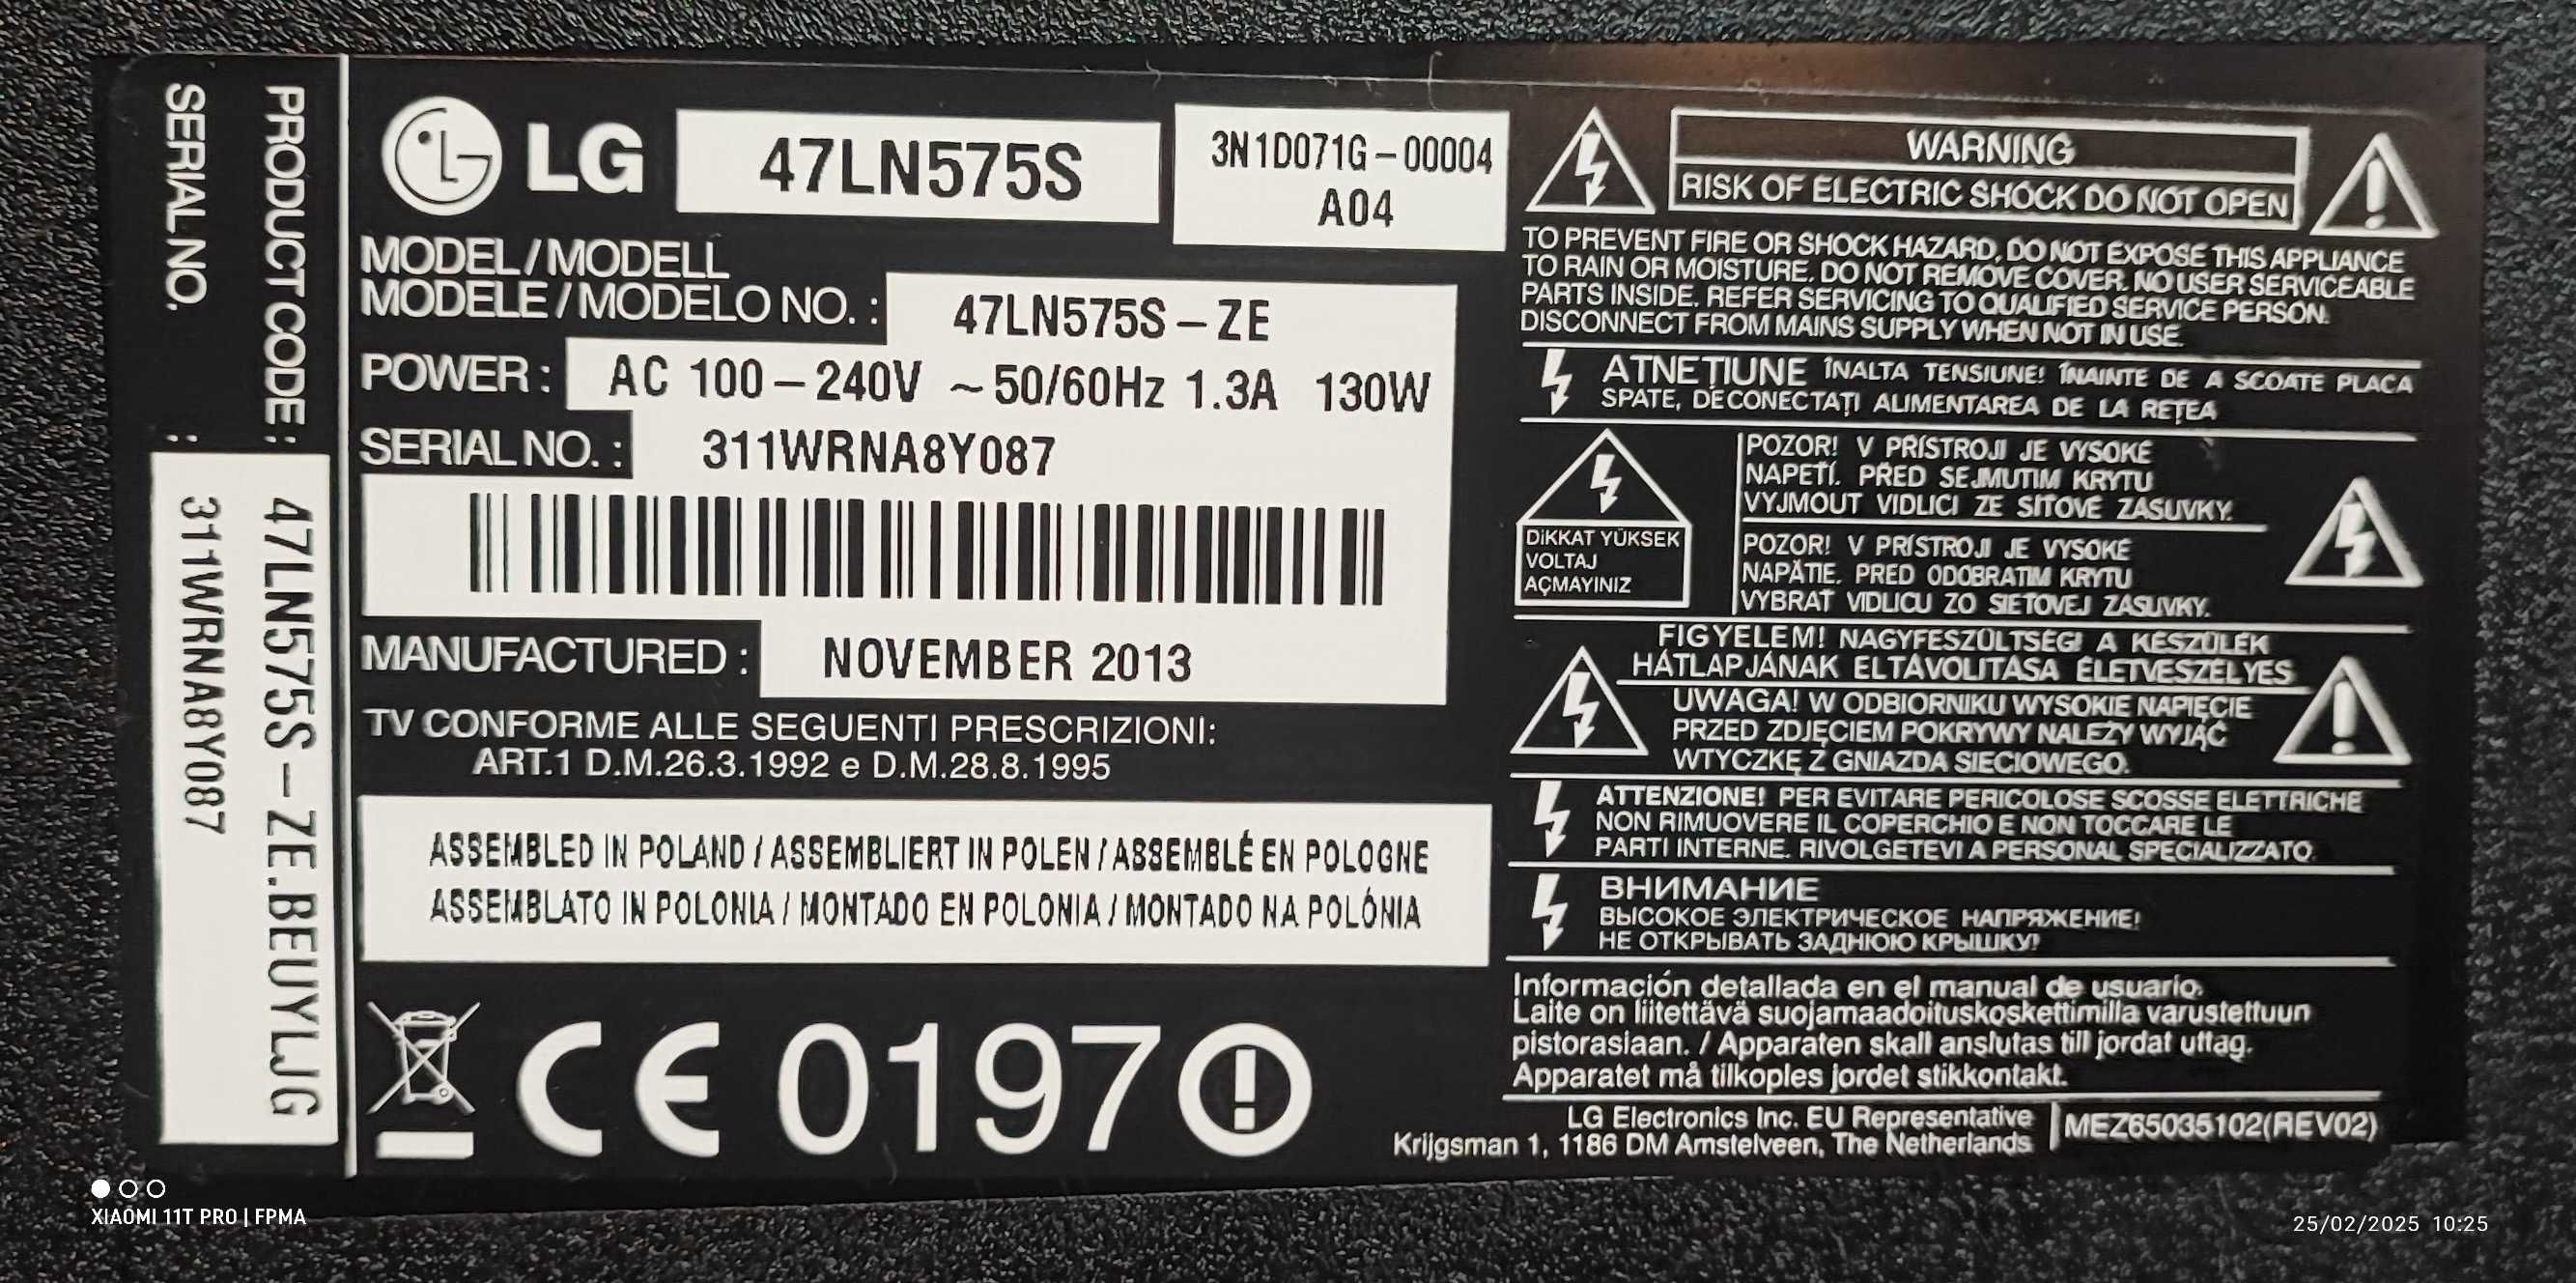 SERIAL NO. : 311WRNA8Y087
PRODUCT CODE : 47LN575S – ZE.BEUYLJG
LG
47LN575S
3N1D071G – 00004
A04
MODEL / MODELL
MODELE / MODELO NO. : 47LN575S – ZE
POWER : AC 100 – 240V ~ 50/60Hz 1.3A 130W
SERIAL NO. : 311WRNA8Y087
MANUFACTURED : NOVEMBER 2013
TV CONFORME ALLE SEGUENTI PRESCRIZIONI:
ART.1 D.M.26.3.1992 e D.M.28.8.1995
ASSEMBLED IN POLAND / ASSEMBLIERT IN POLEN / ASSEMBLÉ EN POLOGNE
ASSEMBLATO IN POLONIA / MONTADO EN POLONIA / MONTADO NA POLÓNIA
CE 0197
WARNING
RISK OF ELECTRIC SHOCK DO NOT OPEN
TO PREVENT FIRE OR SHOCK HAZARD, DO NOT EXPOSE THIS APPLIANCE
TO RAIN OR MOISTURE. DO NOT REMOVE COVER. NO USER SERVICEABLE
PARTS INSIDE. REFER SERVICING TO QUALIFIED SERVICE PERSON.
DISCONNECT FROM MAINS SUPPLY WHEN NOT IN USE.
ATNEȚIUNE ÎNALTA TENSIUNE! ÎNAINTE DE A SCOATE PLACA
SPATE, DECONECTAȚI ALIMENTAREA DE LA REȚEA
DİKKAT YÜKSEK
VOLTAJ
AÇMAYINIZ
POZOR! V PŘÍSTROJI JE VYSOKÉ
NAPETÍ. PŘED SEJMUTIM KRYTU
VYJMOUT VIDLICI ZE SÍTOVÉ ZÁSUVKY.
POZOR! V PRÍSTROJI JE VYSOKÉ
NAPÄTIE. PRED ODOBRATIM KRYTU
VYBRAŤ VIDLICU ZO SIEŤOVEJ ZÁSUVKY.
FIGYELEM! NAGYFESZÜLTSÉG! A KÉSZÜLÉK
HÁTLAPJÁNAK ELTÁVOLITÁSA ÉLETVESZÉLYES
UWAGA! W ODBIORNIKU WYSOKIE NAPIĘCIE
PRZED ZDJĘCIEM POKRYWY NALEŻY WYJĄĆ
WTYCZKĘ Z GNIAZDA SIECIOWEGO.
ATTENZIONE! PER EVITARE PERICOLOSE SCOSSE ELETTRICHE
NON RIMUOVERE IL COPERCHIO E NON TOCCARE LE
PARTI INTERNE. RIVOLGETEVI A PERSONAL SPECIALIZZATO.
ВНИМАНИЕ
ВЫСОКОЕ ЭЛЕКТРИЧЕСКОЕ НАПРЯЖЕНИЕ!
НЕ ОТКРЫВАТЬ ЗАДНЮЮ КРЫШКУ!
Información detallada en el manual de usuario.
Laite on liitettävä suojamaadoituskoskettimilla varustettuun
pistorasiaan. / Apparaten skall anslutas till jordat uttag.
Apparatet må tilkoples jordet stikkontakt.
LG Electronics Inc. EU Representative
Krijgsman 1, 1186 DM Amstelveen, The Netherlands
MEZ65035102(REV02)
XIAOMI 11T PRO | FPMA
25/02/2025 10:25